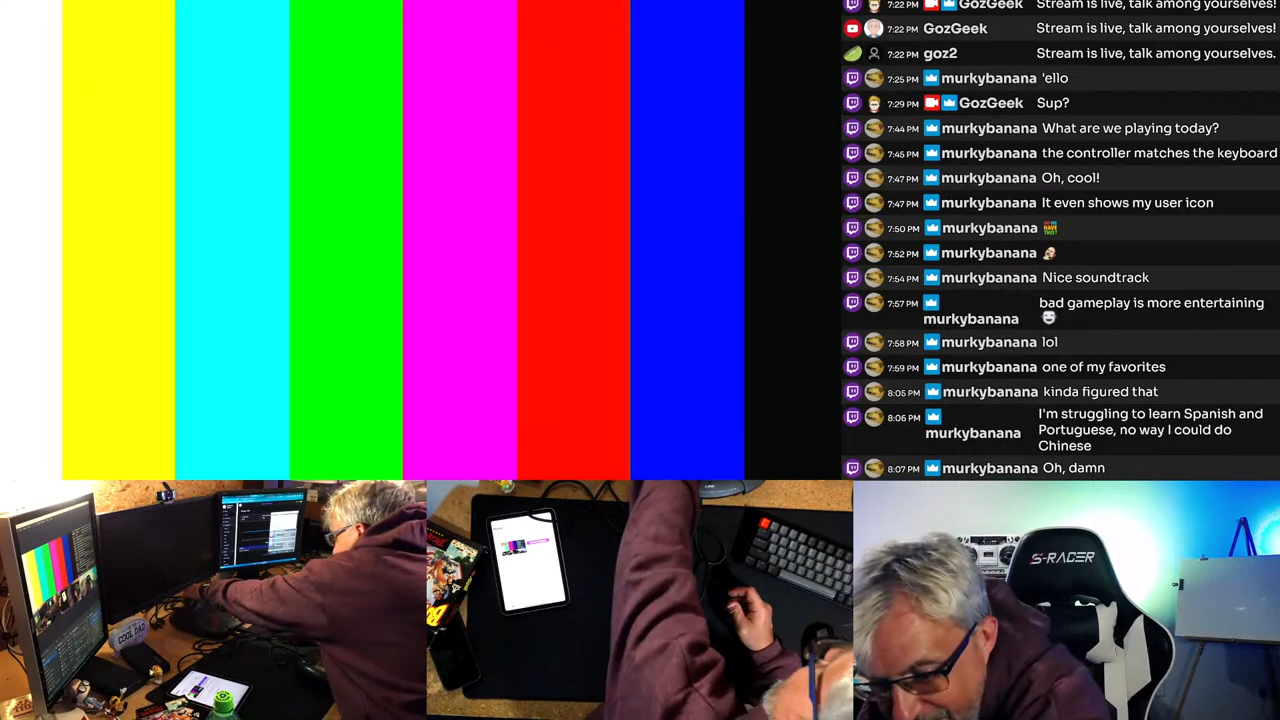 7:22 PM GozGeek Stream is live, talk among yourselves!
7:22 PM GozGeek Stream is live, talk among yourselves!
7:22 PM goz2 Stream is live, talk among yourselves.
7:25 PM murkybanana 'ello
7:29 PM GozGeek Sup?
7:44 PM murkybanana What are we playing today?
7:45 PM murkybanana the controller matches the keyboard
7:47 PM murkybanana Oh, cool!
7:47 PM murkybanana It even shows my user icon
7:50 PM murkybanana
7:52 PM murkybanana
7:54 PM murkybanana Nice soundtrack
7:57 PM bad gameplay is more entertaining
murkybanana
7:58 PM murkybanana lol
7:59 PM murkybanana one of my favorites
8:05 PM murkybanana kinda figured that
8:06 PM I'm struggling to learn Spanish and
murkybanana Portuguese, no way I could do
Chinese
8:07 PM murkybanana Oh, damn
COOL DAD
S-RACER